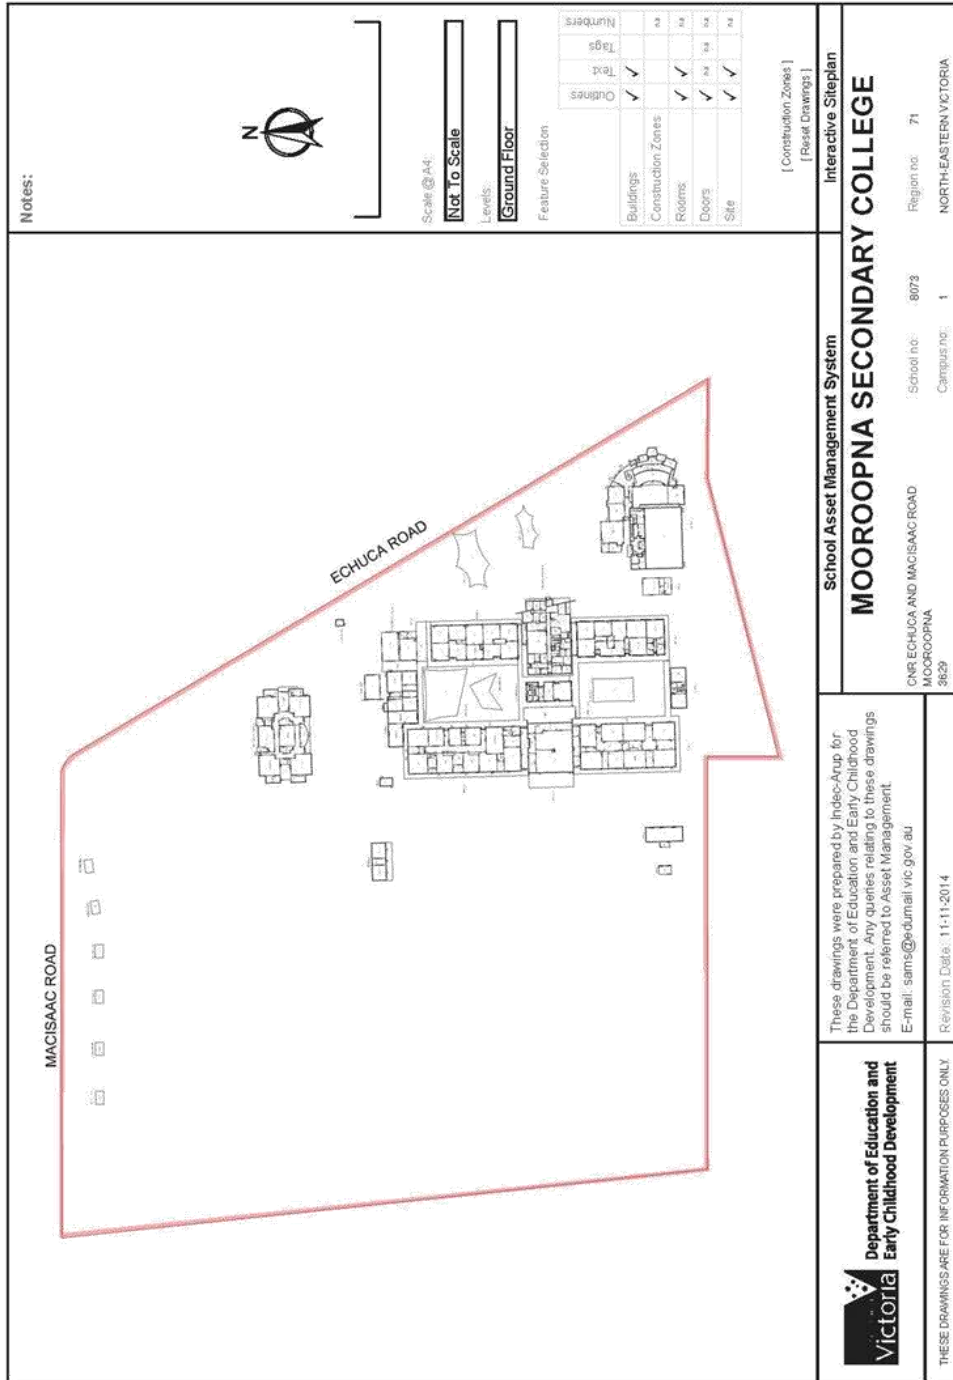 MACISAAC ROAD
ECHUCA ROAD
Notes:
N
Scale @ A4:
Not To Scale
Levels:
Ground Floor
Feature Selection
Outlines Text Tags Numbers
Buildings
Construction Zones n.a
Rooms n.a
Doors n.a n.a n.a
Site n.a
[ Construction Zones ]
[ Reset Drawings ]
Victoria
Department of Education and
Early Childhood Development
THESE DRAWINGS ARE FOR INFORMATION PURPOSES ONLY.
These drawings were prepared by Indec-Arup for
the Department of Education and Early Childhood
Development. Any queries relating to these drawings
should be referred to Asset Management.
E-mail: sams@edumail.vic.gov.au
Revision Date: 11-11-2014
School Asset Management System
Interactive Siteplan
MOOROOPNA SECONDARY COLLEGE
CNR ECHUCA AND MACISAAC ROAD
MOOROOPNA
3629
School no: 8073
Region no: 71
Campus no: 1
NORTH-EASTERN VICTORIA